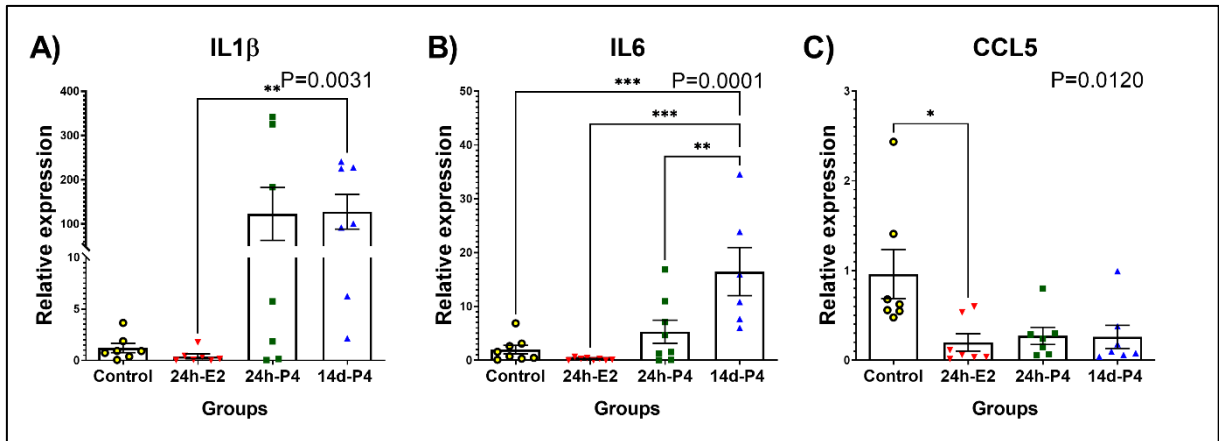 A) IL1β
P=0.0031
**
Relative expression
400
300
200
100
10
5
0
Control 24h-E2 24h-P4 14d-P4
Groups
B) IL6
P=0.0001
***
***
**
Relative expression
50
40
30
20
10
0
Control 24h-E2 24h-P4 14d-P4
Groups
C) CCL5
P=0.0120
*
Relative expression
3
2
1
0
Control 24h-E2 24h-P4 14d-P4
Groups